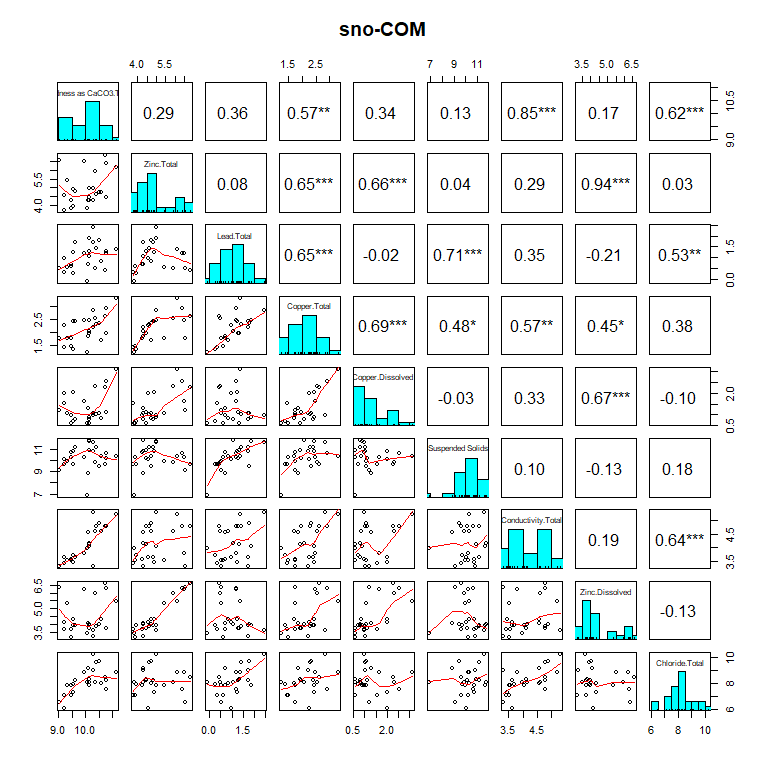 sno-COM
4.0 5.5 1.5 2.5 7 9 11 3.5 5.0 6.5
dness as CaCO3.T 0.29 0.36 0.57** 0.34 0.13 0.85*** 0.17 0.62*** 9.0 10.5
4.0 5.5 Zinc.Total 0.08 0.65*** 0.66*** 0.04 0.29 0.94*** 0.03
Lead.Total 0.65*** -0.02 0.71*** 0.35 -0.21 0.53** 0.0 1.5
1.5 2.5 Copper.Total 0.69*** 0.48* 0.57** 0.45* 0.38
Copper.Dissolved -0.03 0.33 0.67*** -0.10 0.5 2.0
7 9 11 Suspended Solids 0.10 -0.13 0.18
Conductivity.Total 0.19 0.64*** 3.5 4.5
3.5 5.0 6.5 Zinc.Dissolved -0.13
Chloride.Total 6 8 10
9.0 10.0 0.0 1.5 0.5 2.0 3.5 4.5 6 8 10